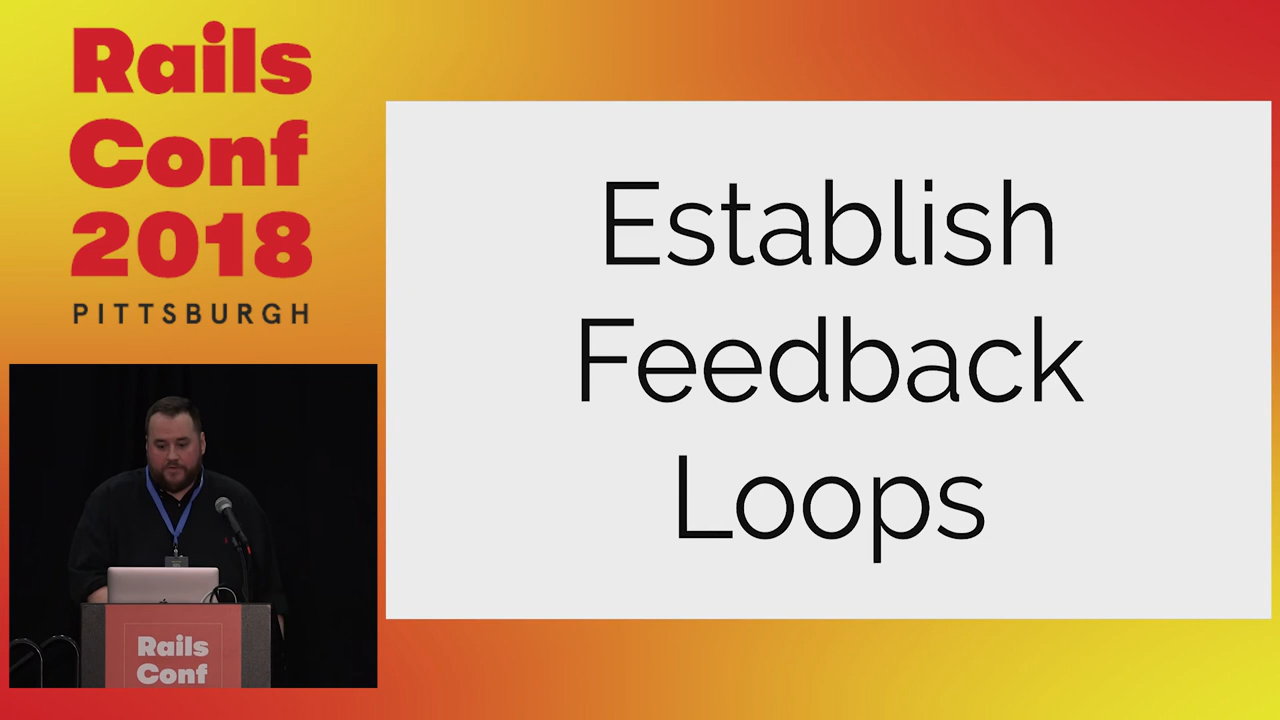 Rails
Conf
2018
PITTSBURGH
Establish
Feedback
Loops
Rails
Conf